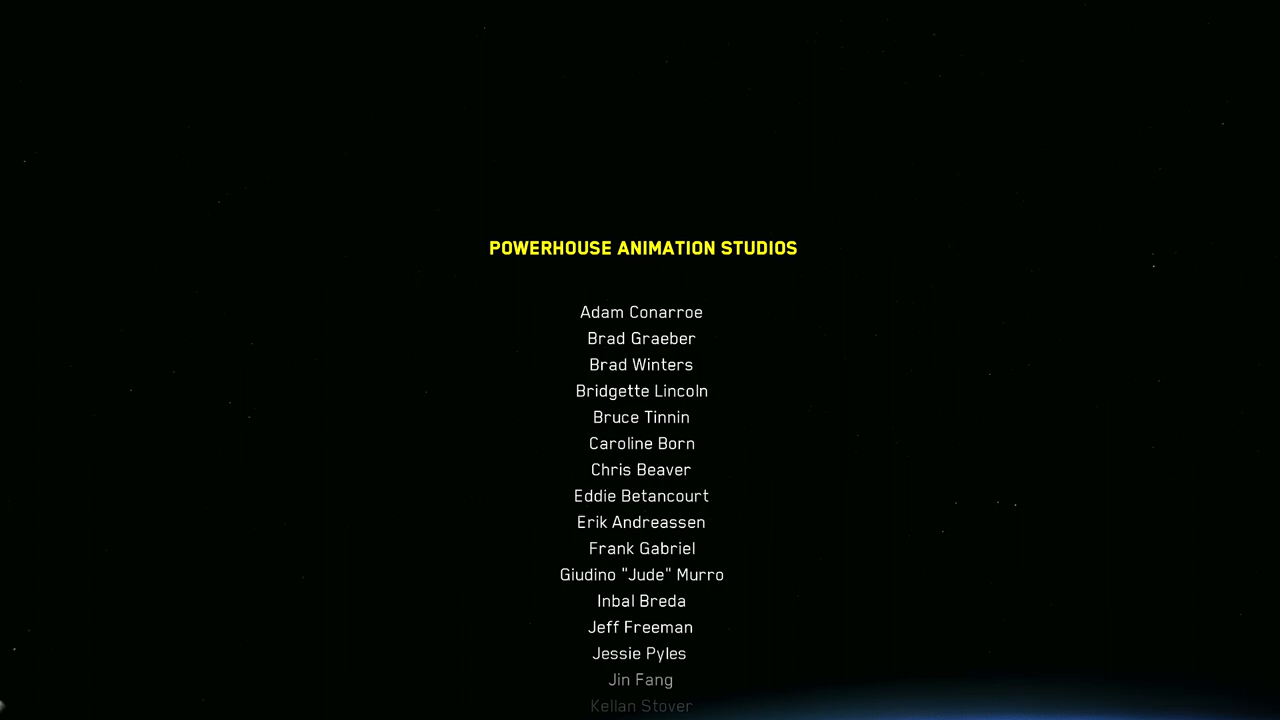 POWERHOUSE ANIMATION STUDIOS
Adam Conarroe
Brad Graeber
Brad Winters
Bridgette Lincoln
Bruce Tinnin
Caroline Born
Chris Beaver
Eddie Betancourt
Erik Andreassen
Frank Gabriel
Giudino "Jude" Murro
Inbal Breda
Jeff Freeman
Jessie Pyles
Jin Fang
Kellan Stover